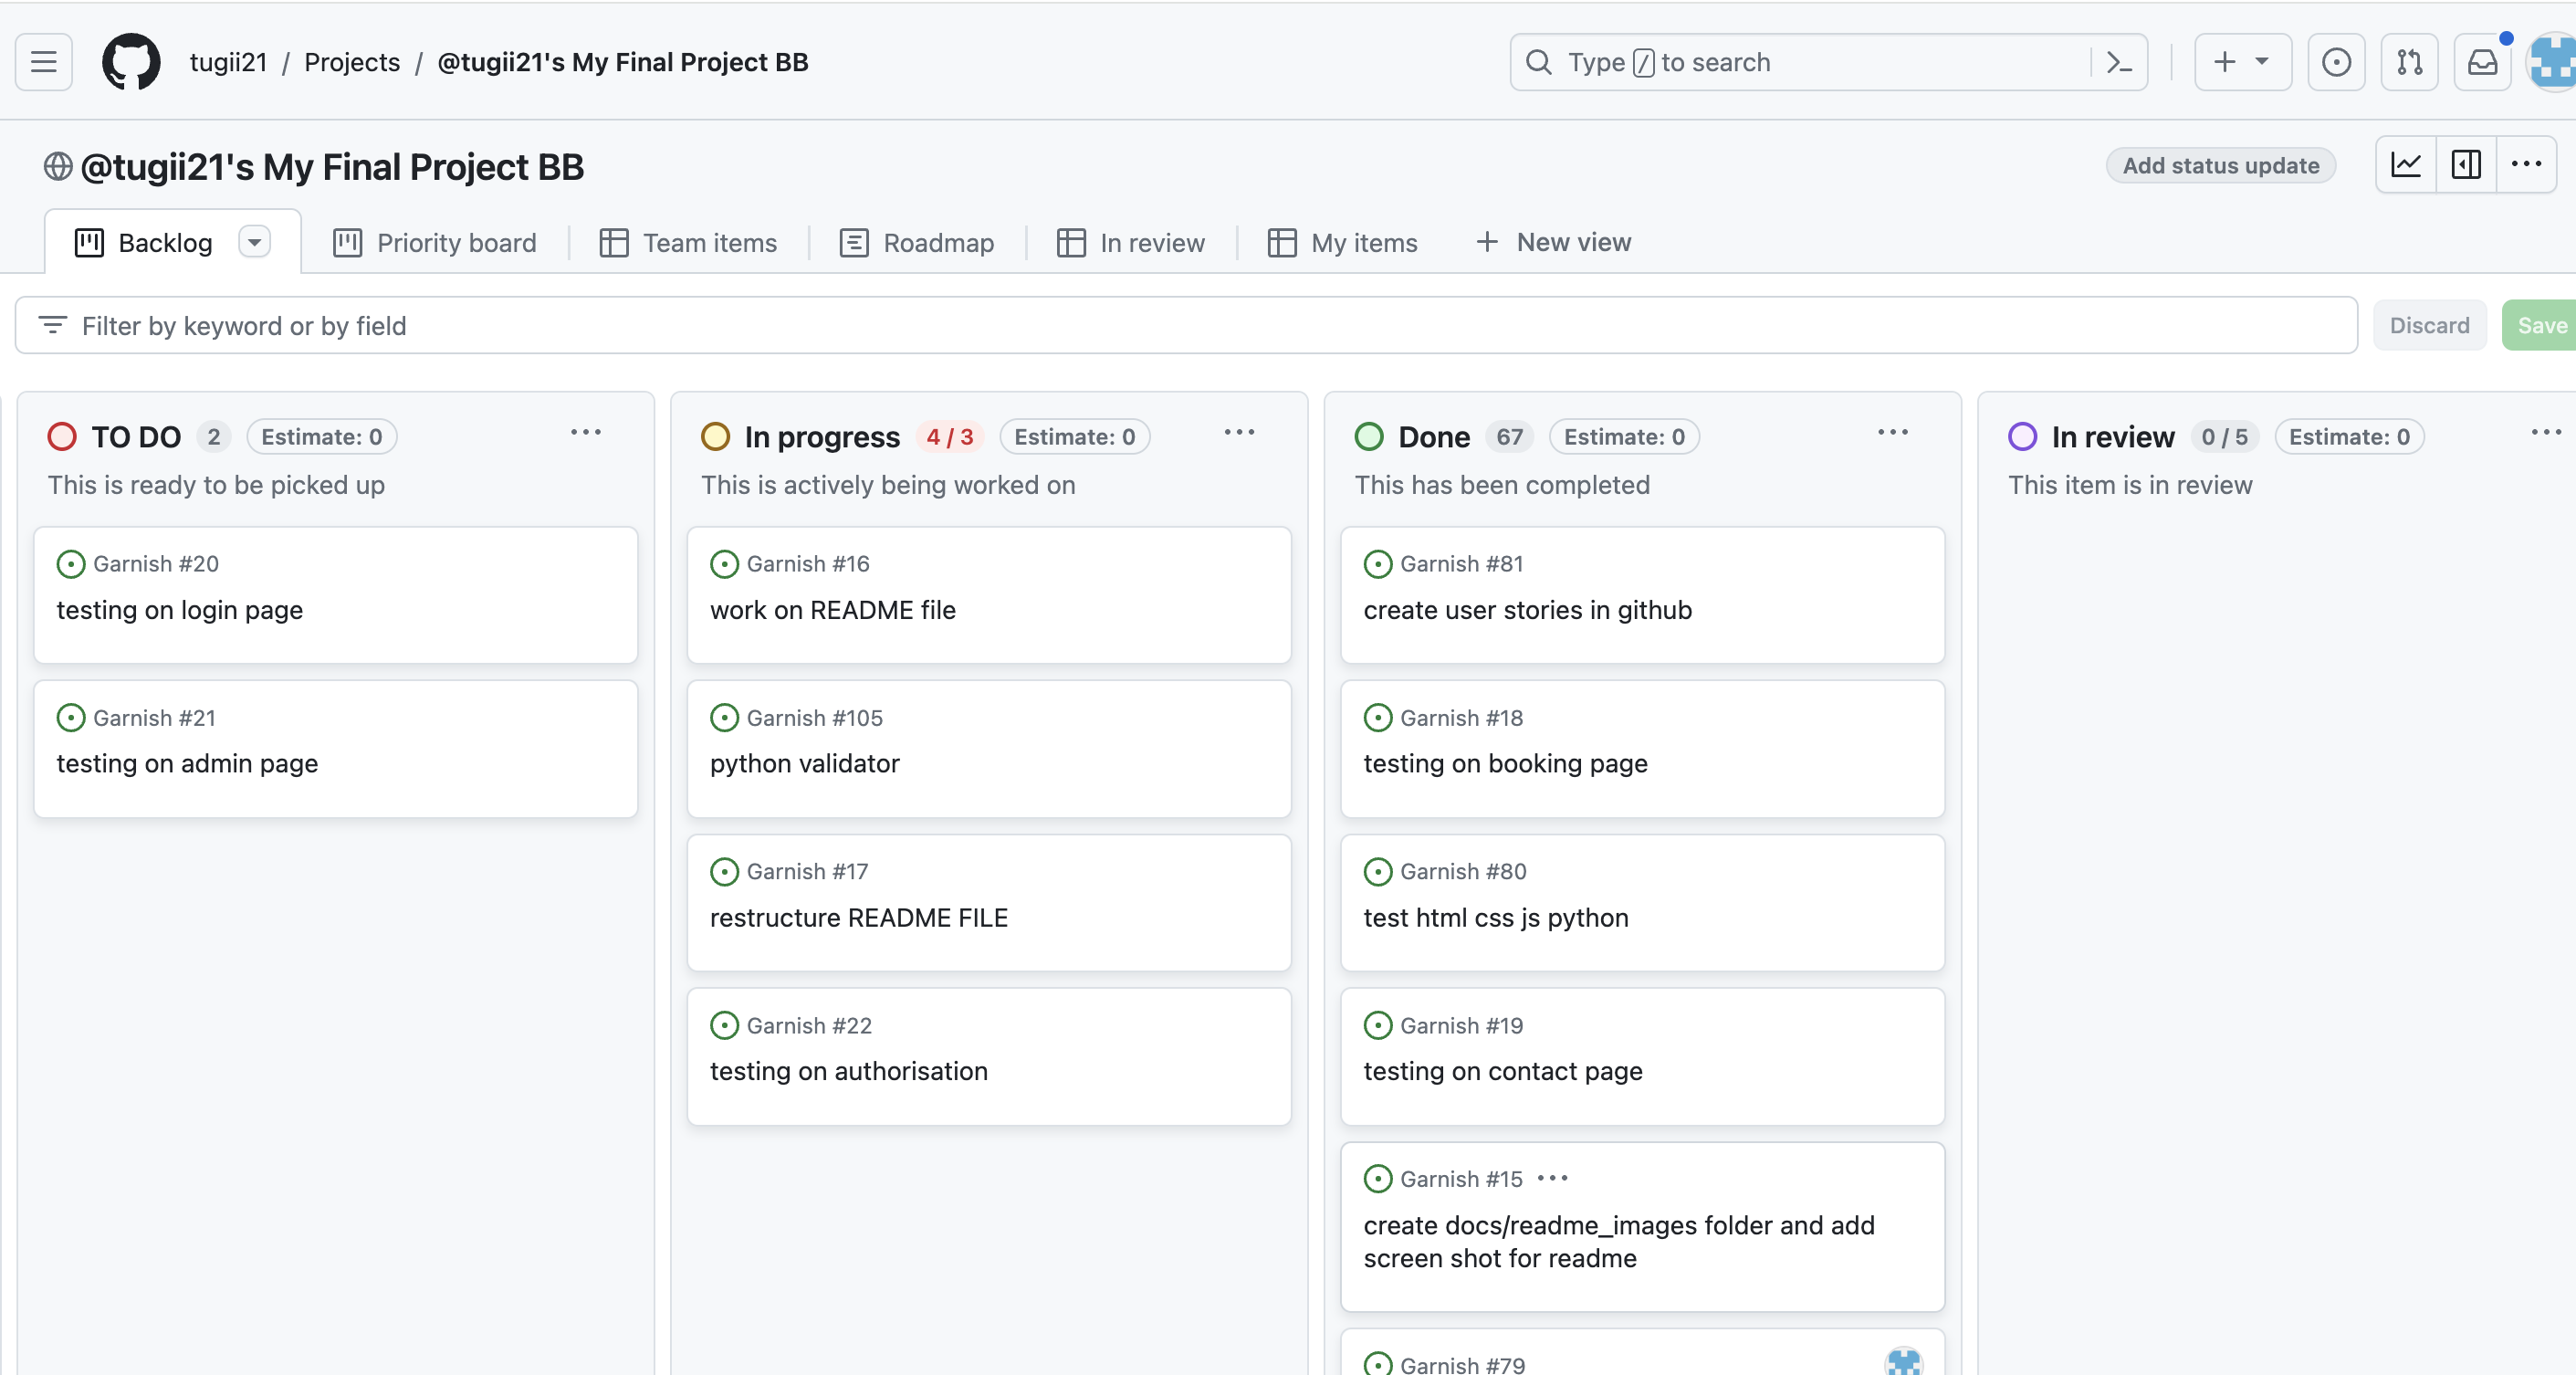 tugii21 / Projects / @tugii21's My Final Project BB
Type / to search
@tugii21's My Final Project BB
Add status update
Backlog
Priority board
Team items
Roadmap
In review
My items
New view
Filter by keyword or by field
Discard
Save
TO DO 2 Estimate: 0
This is ready to be picked up
Garnish #20
testing on login page
Garnish #21
testing on admin page
In progress 4 / 3 Estimate: 0
This is actively being worked on
Garnish #16
work on README file
Garnish #105
python validator
Garnish #17
restructure README FILE
Garnish #22
testing on authorisation
Done 67 Estimate: 0
This has been completed
Garnish #81
create user stories in github
Garnish #18
testing on booking page
Garnish #80
test html css js python
Garnish #19
testing on contact page
Garnish #15
create docs/readme_images folder and add
screen shot for readme
Garnish #79
In review 0 / 5 Estimate: 0
This item is in review